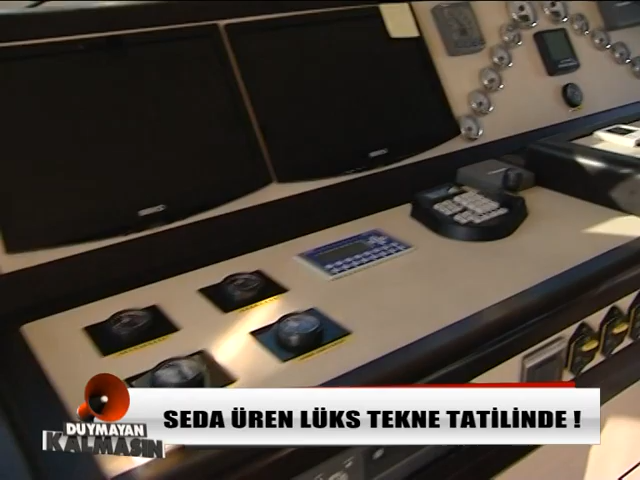 SEDA ÜREN LÜKS TEKNE TATİLİNDE !
DUYMAYAN
KALMASIN